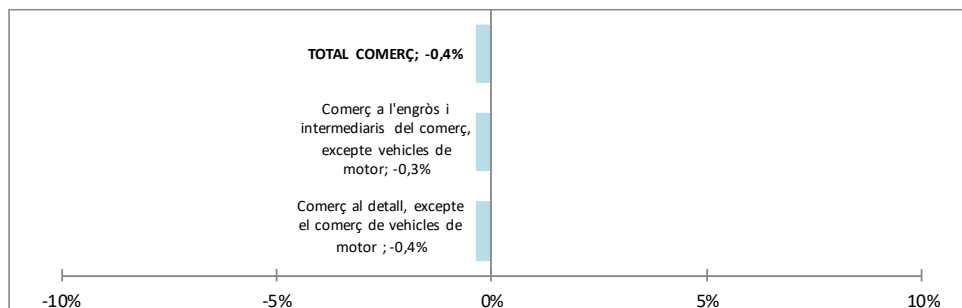 TOTAL COMERÇ; -0,4%
Comerç a l'engròs i
intermediaris del comerç,
excepte vehicles de
motor; -0,3%
Comerç al detall, excepte
el comerç de vehicles de
motor ; -0,4%
-10% -5% 0% 5% 10%